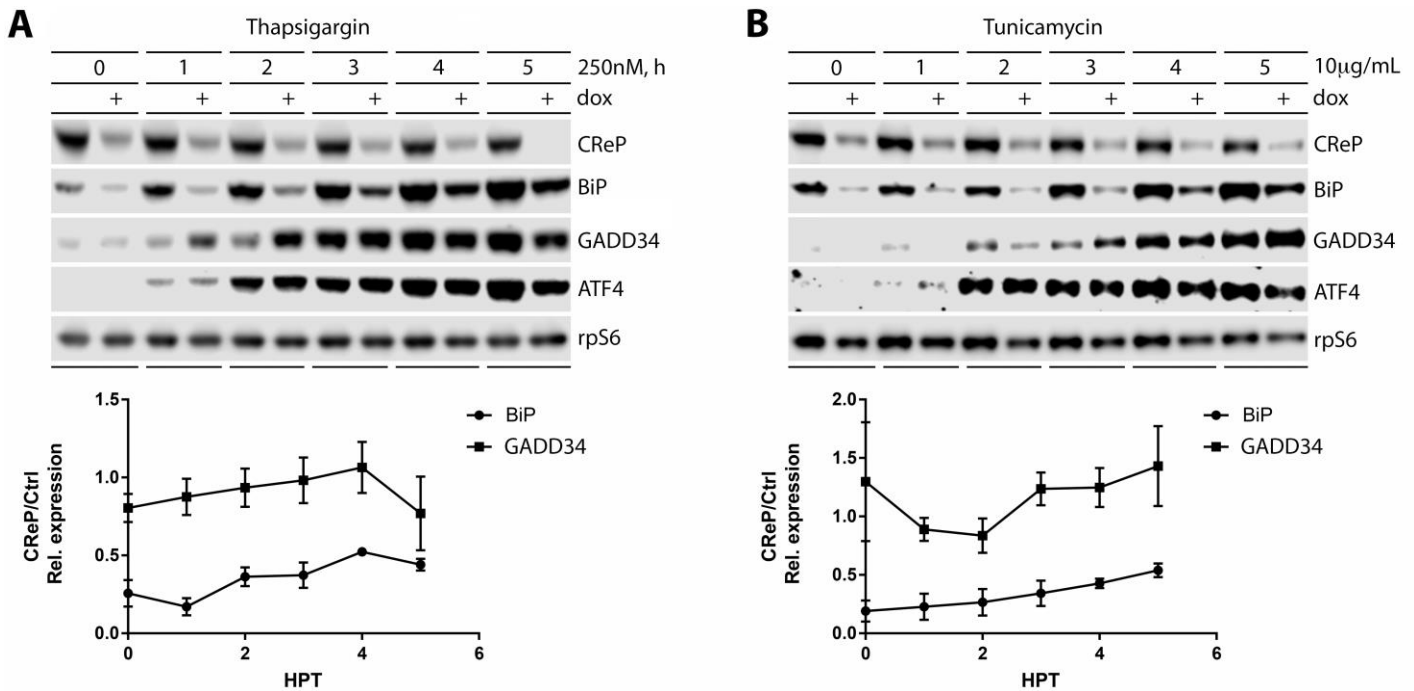 A
Thapsigargin
0 1 2 3 4 5 250nM, h
+ + + + + + dox
CReP
BiP
GADD34
ATF4
rpS6
1.5
1.0
0.5
0.0
CReP/Ctrl
Rel. expression
BiP
GADD34
0 2 4 6
HPT
B
Tunicamycin
0 1 2 3 4 5 10μg/mL
+ + + + + + dox
CReP
BiP
GADD34
ATF4
rpS6
2.0
1.5
1.0
0.5
0.0
CReP/Ctrl
Rel. expression
BiP
GADD34
0 2 4 6
HPT